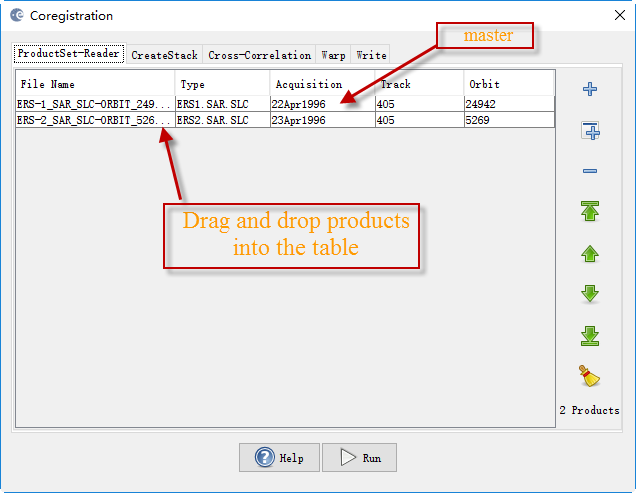 Coregistration
master
ProductSet-Reader CreateStack Cross-Correlation Warp Write
File Name Type Acquisition Track Orbit
ERS-1_SAR_SLC-ORBIT_249... ERS1.SAR.SLC 22Apr1996 405 24942
ERS-2_SAR_SLC-ORBIT_526... ERS2.SAR.SLC 23Apr1996 405 5269
Drag and drop products
into the table
2 Products
Help Run